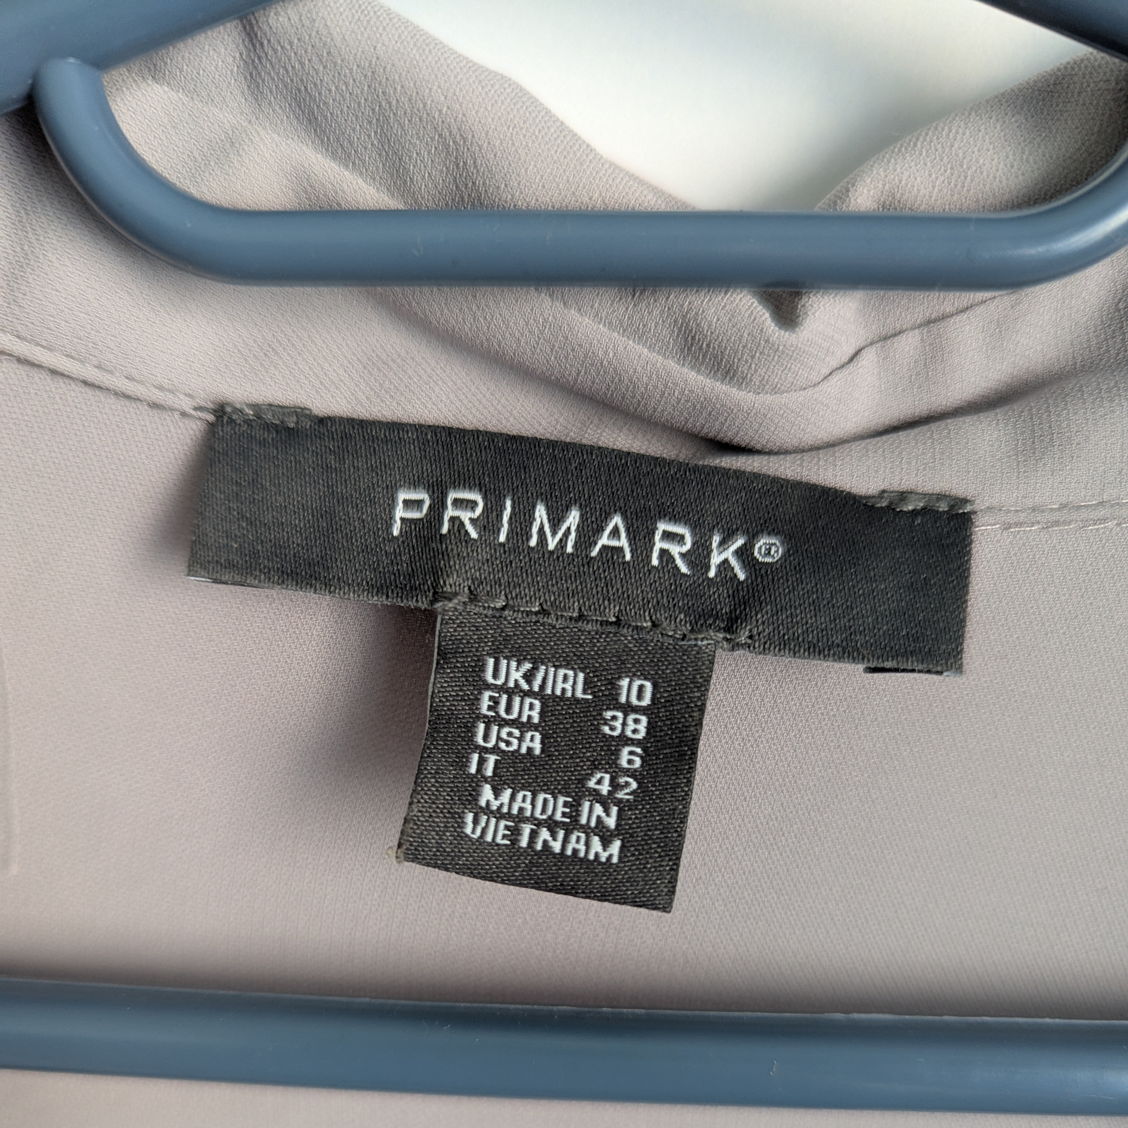 PRIMARK®
UK/IRL 10
EUR 38
USA 6
IT 42
MADE IN
VIETNAM